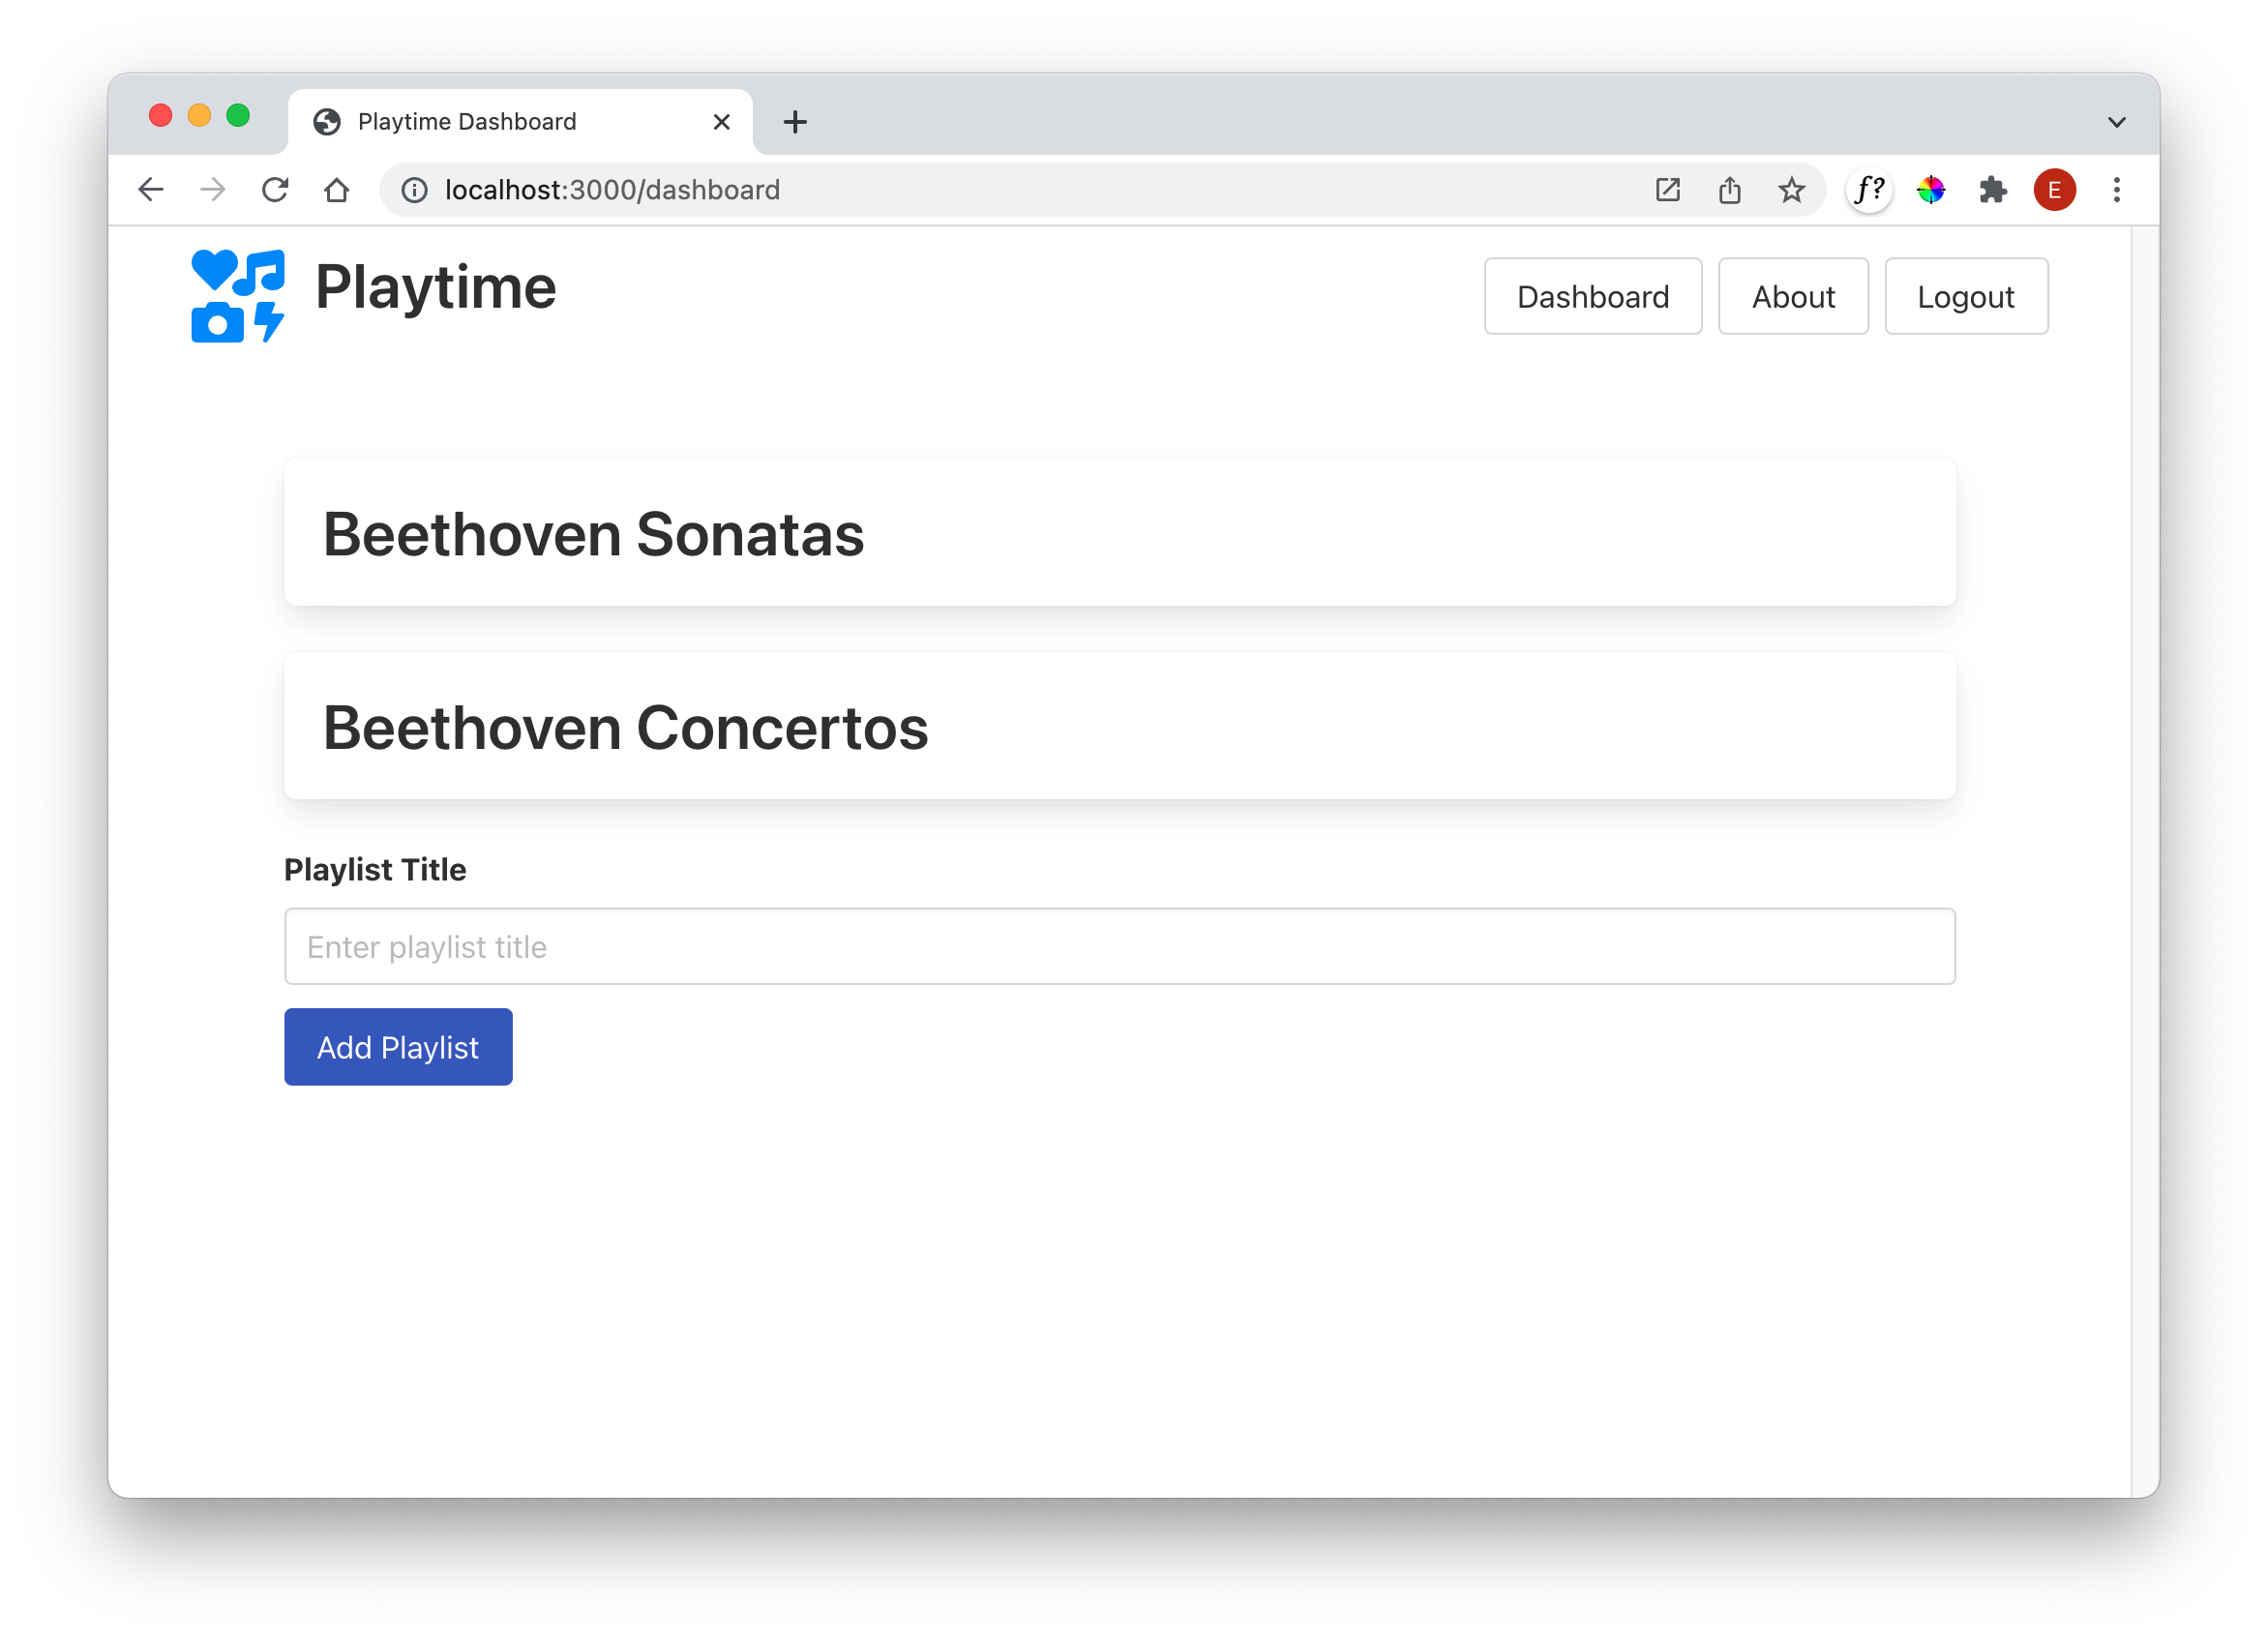 Playtime Dashboard
localhost:3000/dashboard
f?
E
Playtime
Dashboard
About
Logout
Beethoven Sonatas
Beethoven Concertos
Playlist Title
Enter playlist title
Add Playlist